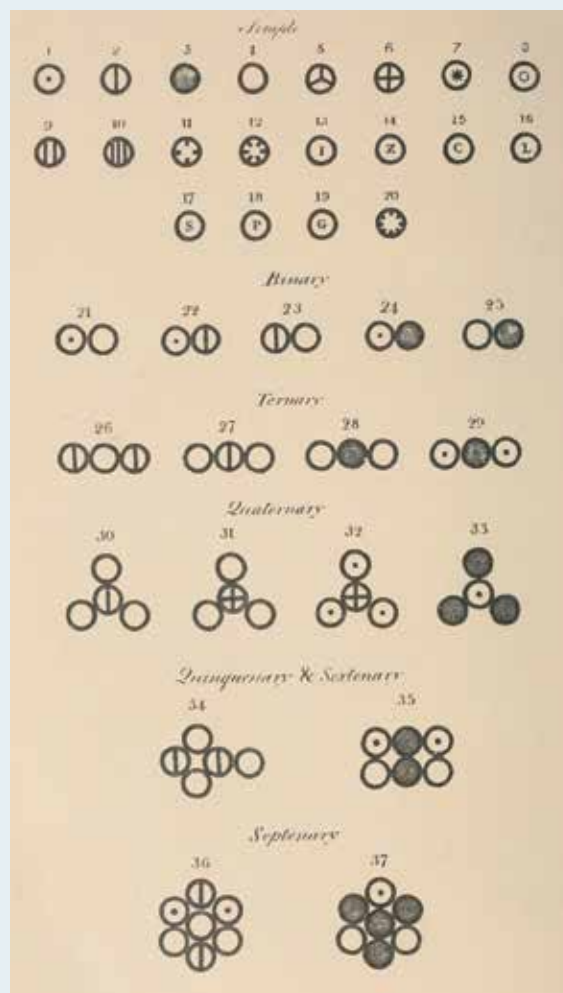 Simple
1 2 3 4 5 6 7 8
9 10 11 12 13 14 15 16
I Z C L
17 18 19 20
S P G
Binary
21 22 23 24 25
Ternary
26 27 28 29
Quaternary
30 31 32 33
Quinquenary & Sextenary
34 35
Septenary
36 37